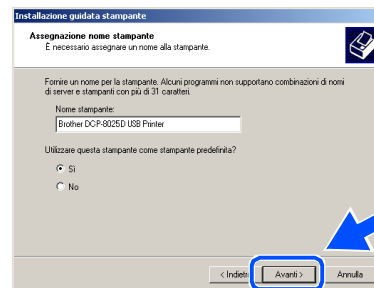 Installazione guidata stampante
Assegnazione nome stampante
È necessario assegnare un nome alla stampante.
Fornire un nome per la stampante. Alcuni programmi non supportano combinazioni di nomi
di server e stampanti con più di 31 caratteri.
Nome stampante:
Brother DCP-8025D USB Printer
Utilizzare questa stampante come stampante predefinita?
Sì
No
< Indietro
Avanti >
Annulla